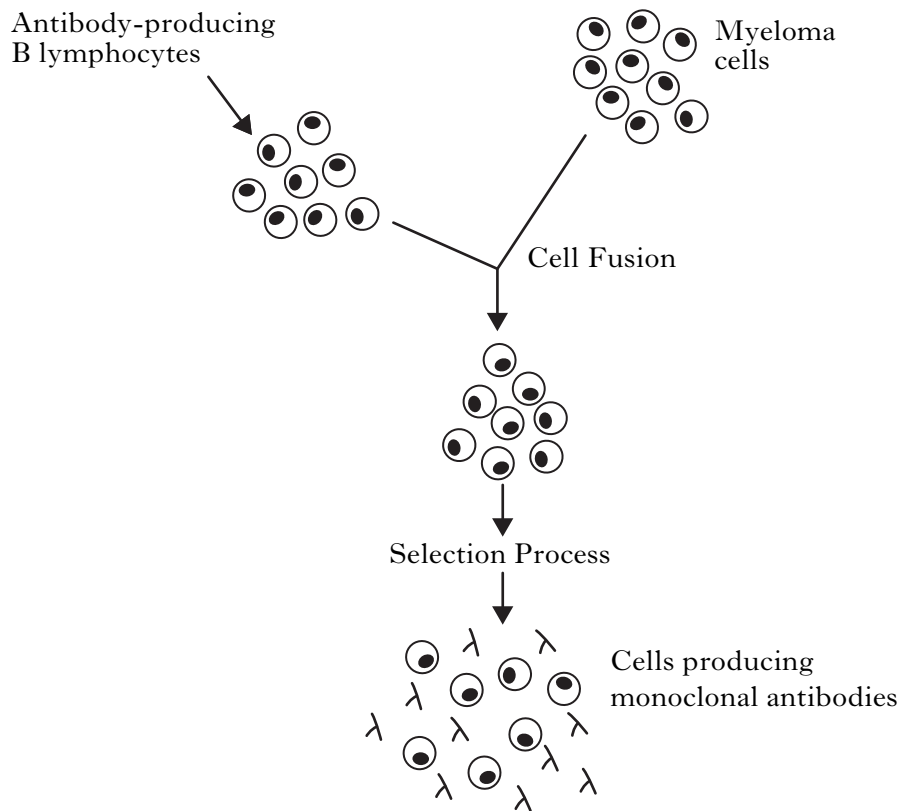 Antibody-producing
B lymphocytes
Myeloma
cells
Cell Fusion
Selection Process
Cells producing
monoclonal antibodies